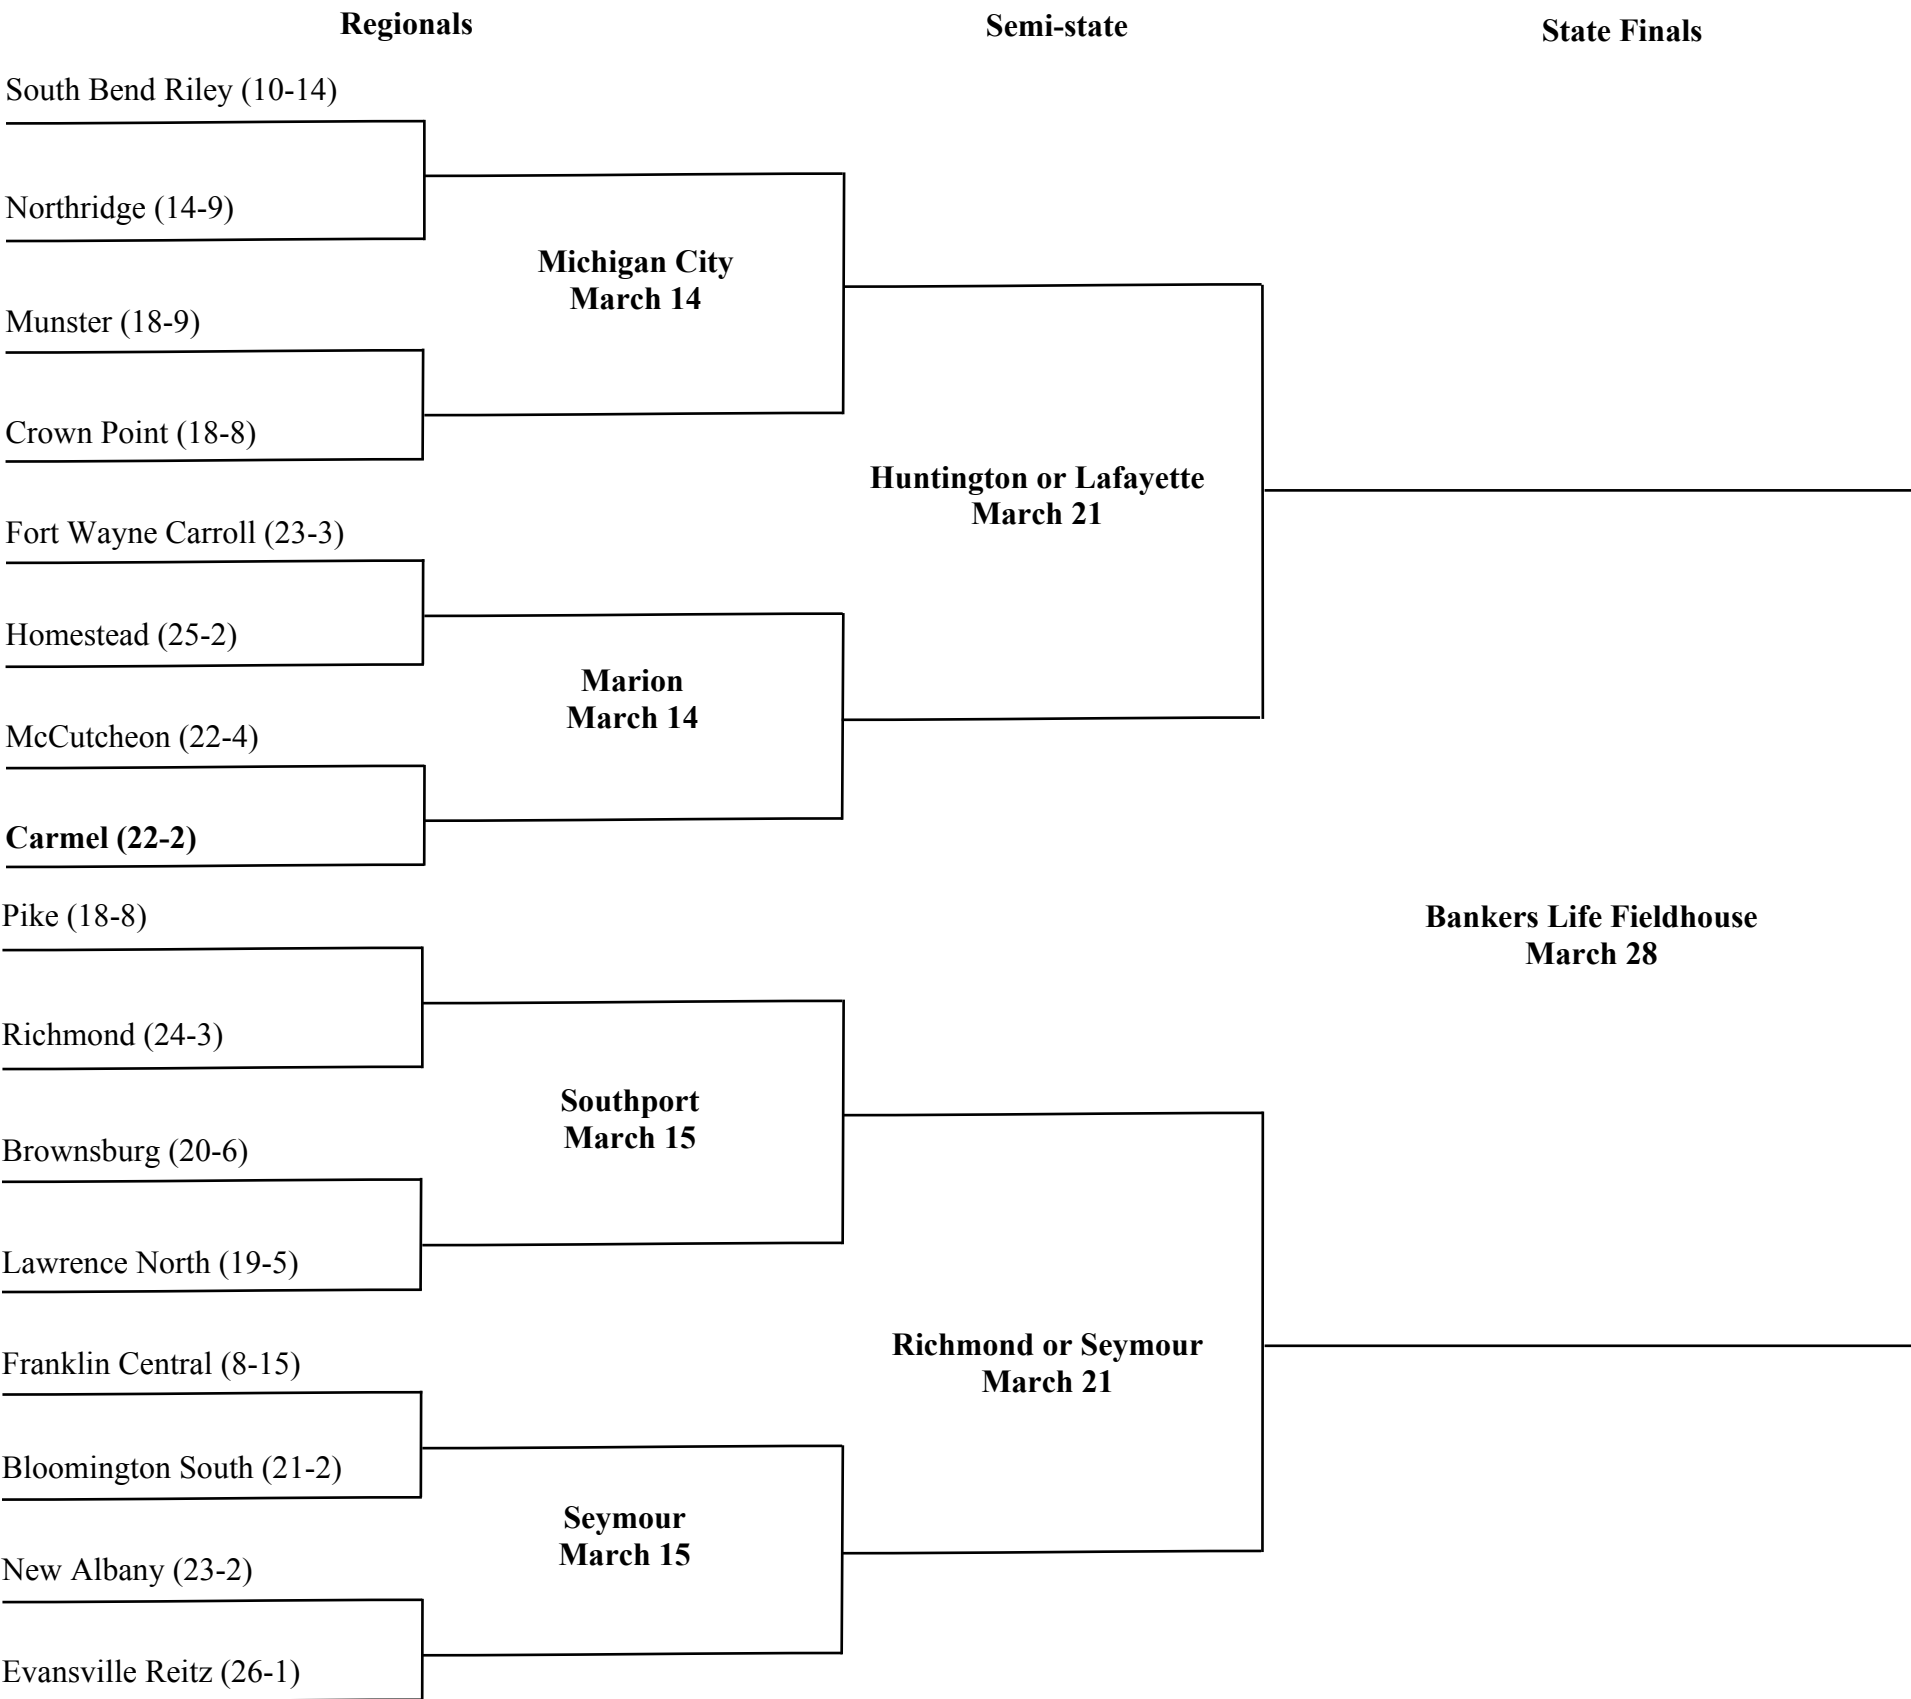 Regionals
Semi-state
State Finals
South Bend Riley (10-14)
Northridge (14-9)
Michigan City
March 14
Munster (18-9)
Crown Point (18-8)
Huntington or Lafayette
March 21
Fort Wayne Carroll (23-3)
Homestead (25-2)
Marion
March 14
McCutcheon (22-4)
Carmel (22-2)
Pike (18-8)
Bankers Life Fieldhouse
March 28
Richmond (24-3)
Southport
March 15
Brownsburg (20-6)
Lawrence North (19-5)
Richmond or Seymour
March 21
Franklin Central (8-15)
Bloomington South (21-2)
Seymour
March 15
New Albany (23-2)
Evansville Reitz (26-1)